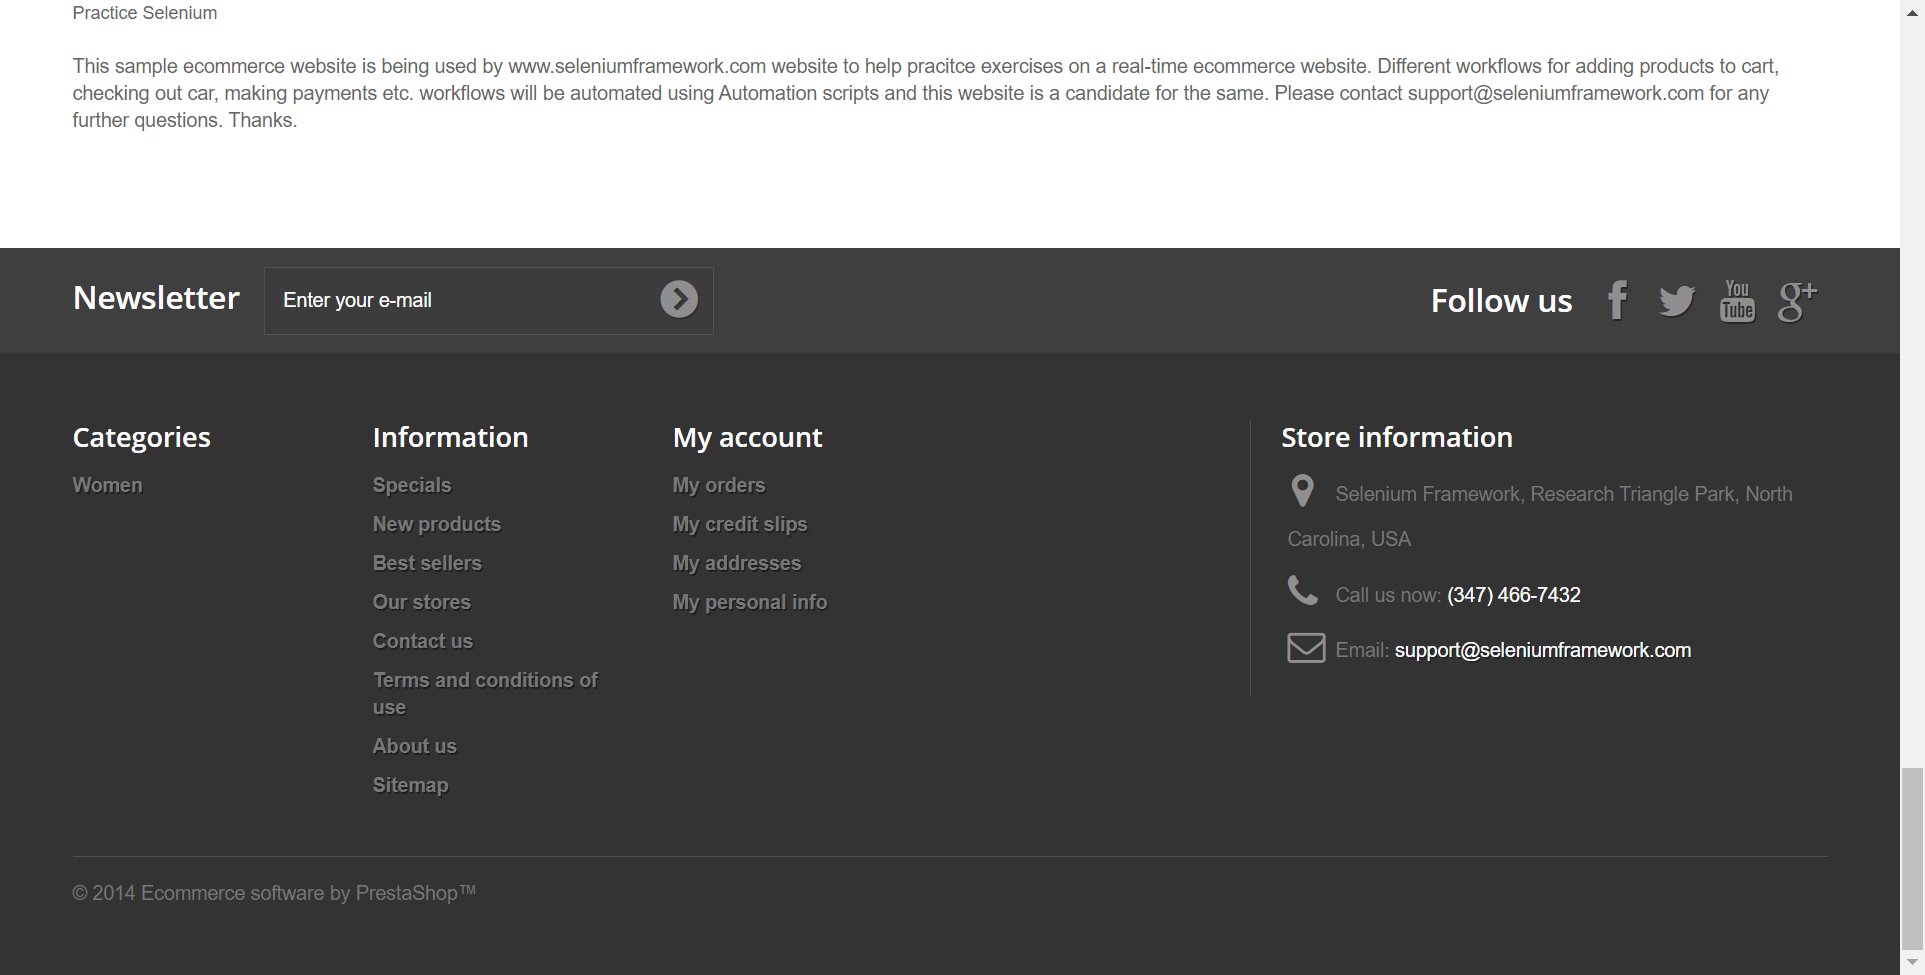 Practice Selenium
This sample ecommerce website is being used by www.seleniumframework.com website to help pracitce exercises on a real-time ecommerce website. Different workflows for adding products to cart,
checking out car, making payments etc. workflows will be automated using Automation scripts and this website is a candidate for the same. Please contact support@seleniumframework.com for any
further questions. Thanks.
Newsletter
Enter your e-mail
Follow us
You
Tube
g+
Categories
Women
Information
Specials
New products
Best sellers
Our stores
Contact us
Terms and conditions of
use
About us
Sitemap
My account
My orders
My credit slips
My addresses
My personal info
Store information
Selenium Framework, Research Triangle Park, North
Carolina, USA
Call us now: (347) 466-7432
Email: support@seleniumframework.com
© 2014 Ecommerce software by PrestaShop™